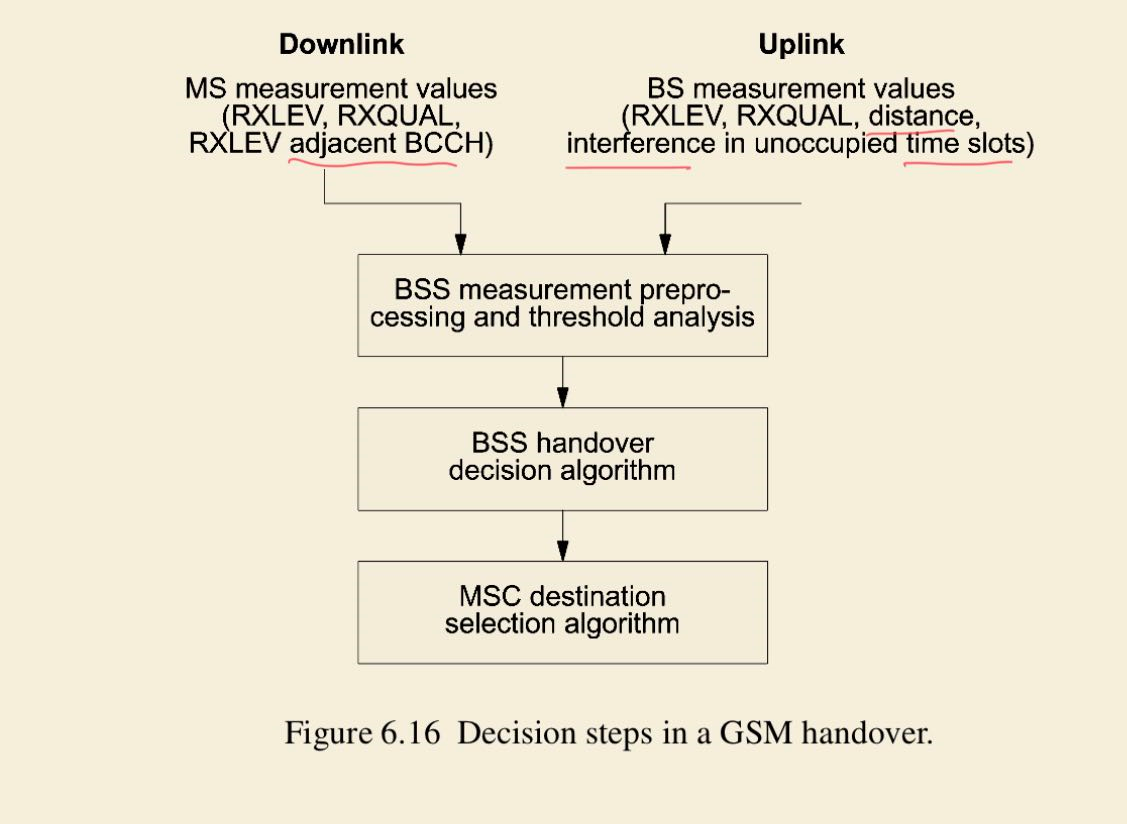 Downlink
MS measurement values
(RXLEV, RXQUAL,
RXLEV adjacent BCCH)
Uplink
BS measurement values
(RXLEV, RXQUAL, distance,
interference in unoccupied time slots)
BSS measurement prepro-
cessing and threshold analysis
BSS handover
decision algorithm
MSC destination
selection algorithm
Figure 6.16 Decision steps in a GSM handover.